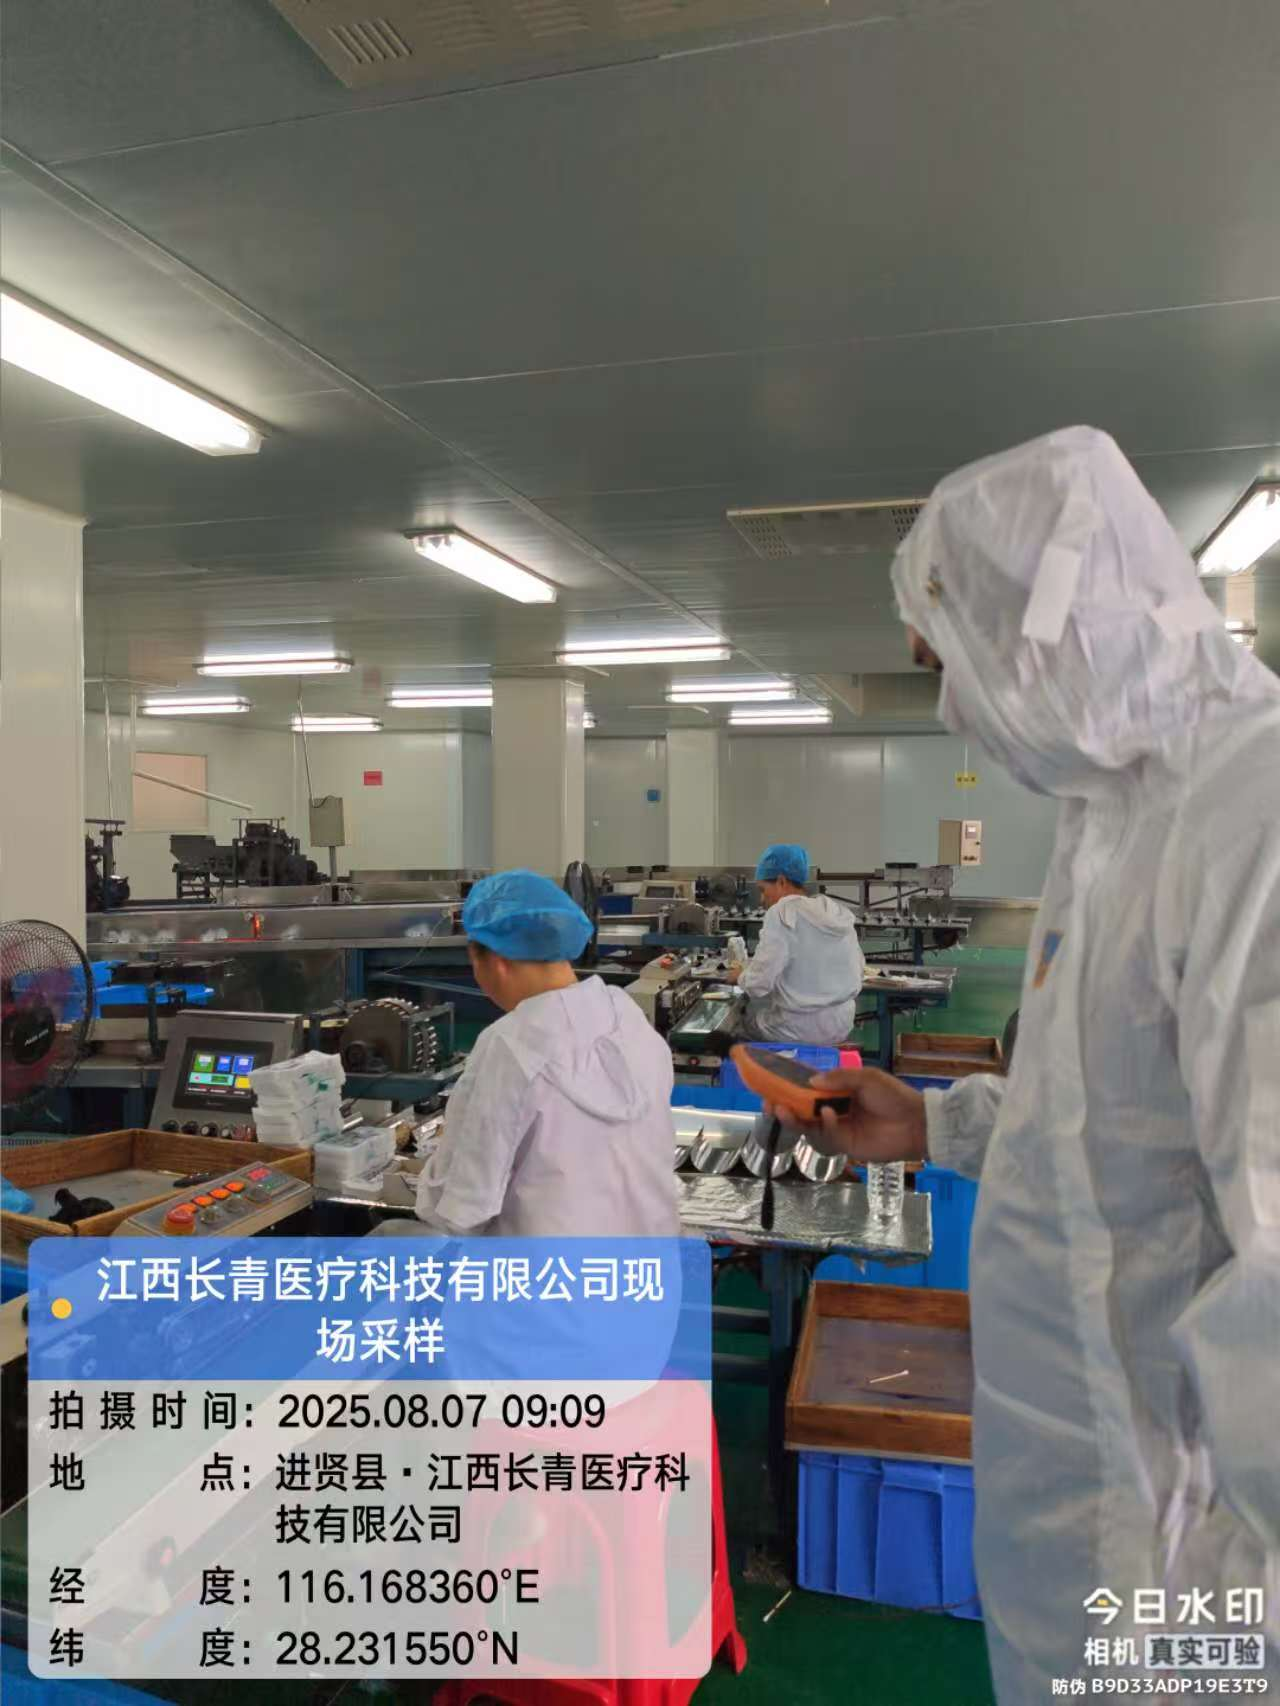 江西长青医疗科技有限公司现
场采样
拍摄时间：2025.08.07 09:09
地点：进贤县·江西长青医疗科
技有限公司
经度：116.168360°E
纬度：28.231550°N
今日水印
相机 真实可验
防伪 B9D33ADP19E3T9